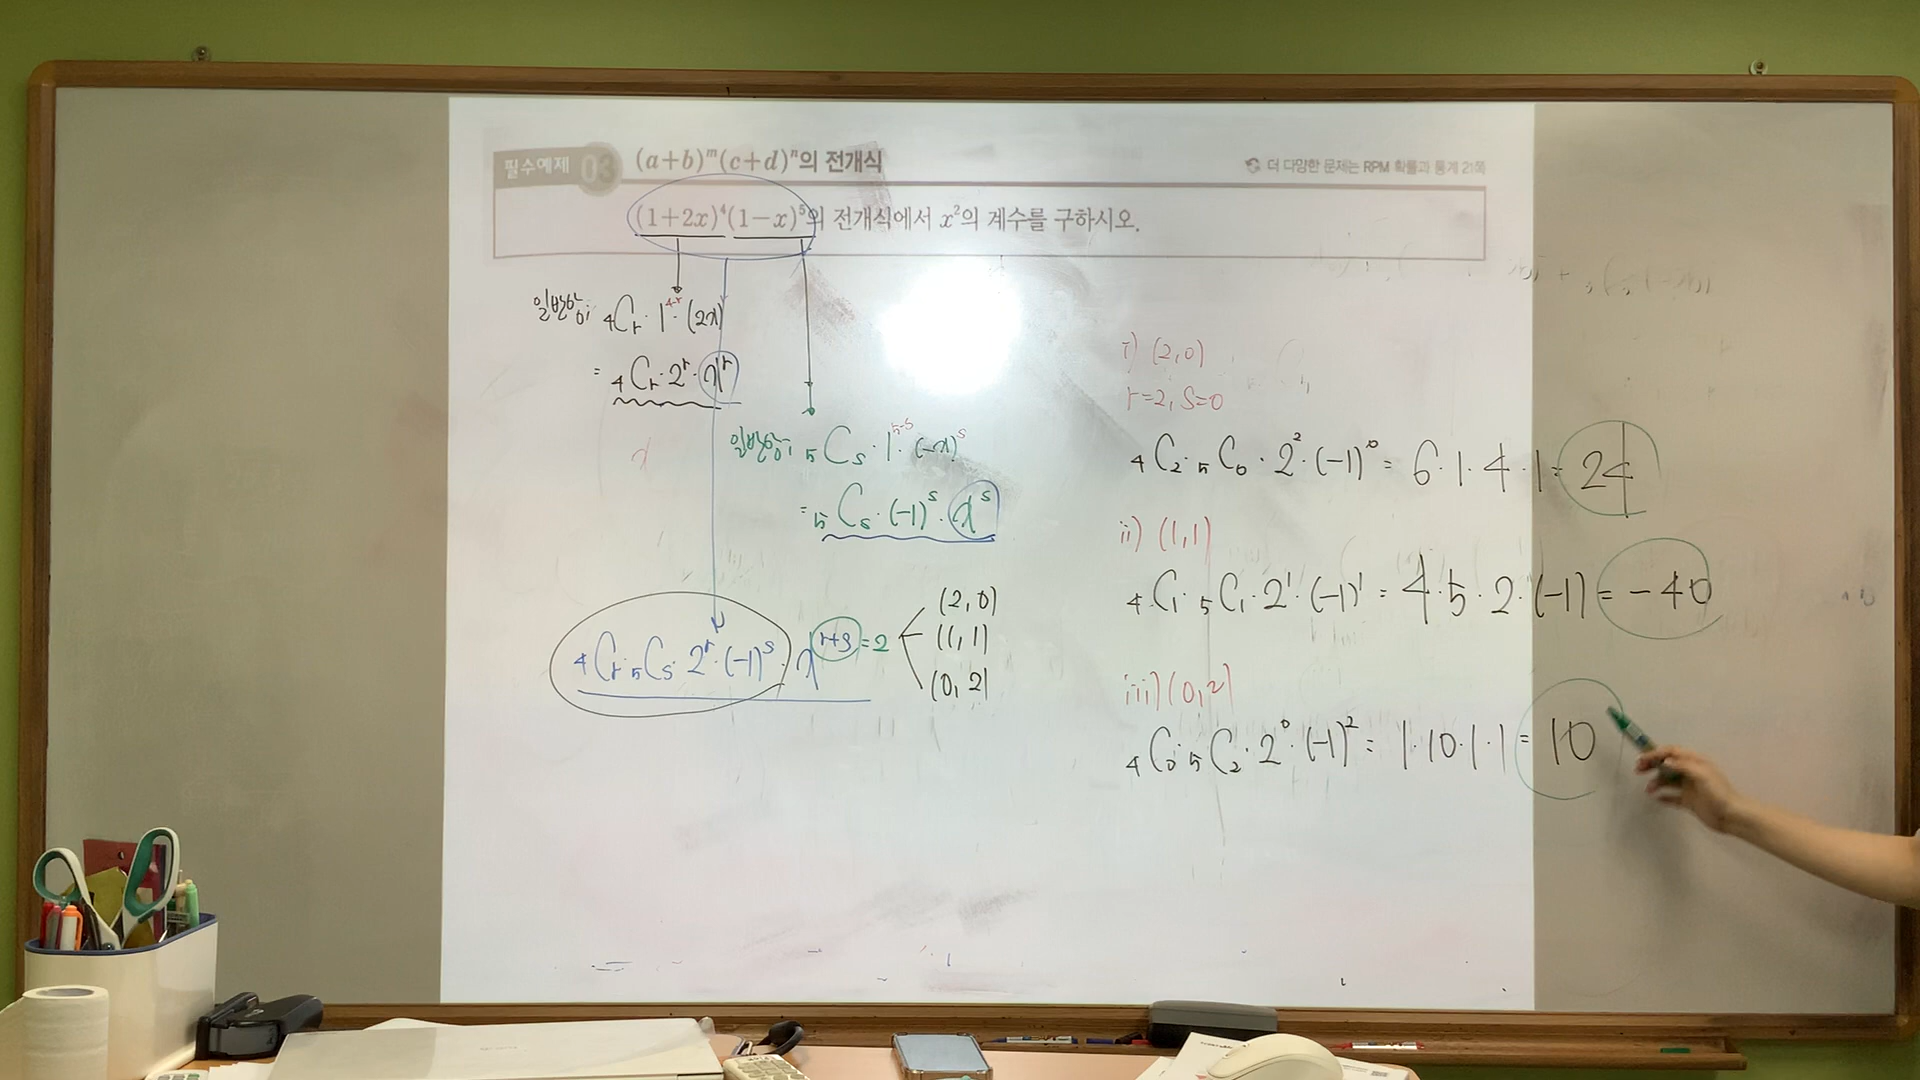 필수예제 03 (a+b)^m(c+d)^n의 전개식
더 다양한 문제는 RPM 확률과 통계 21쪽
(1+2x)^4(1-x)^5의 전개식에서 x^2의 계수를 구하시오.
일반항; ₄Cᵣ·1^(4-r)·(2x)
= ₄Cᵣ·2^r·x^r
일반항; ₅Cₛ·1^(5-s)·(-x)^s
= ₅Cₛ·(-1)^s·x^s
x
₄Cᵣ·₅Cₛ·2^r·(-1)^s·x^(r+s) = 2
(2,0)
(1,1)
(0,2)
i) (2,0)
r=2, s=0
₄C₂·₅C₀·2^2·(-1)^0 = 6·1·4·1 = 24
ii) (1,1)
₄C₁·₅C₁·2^1·(-1)^1 = 4·5·2·(-1) = -40
iii) (0,2)
₄C₀·₅C₂·2^0·(-1)^2 = 1·10·1·1 = 10